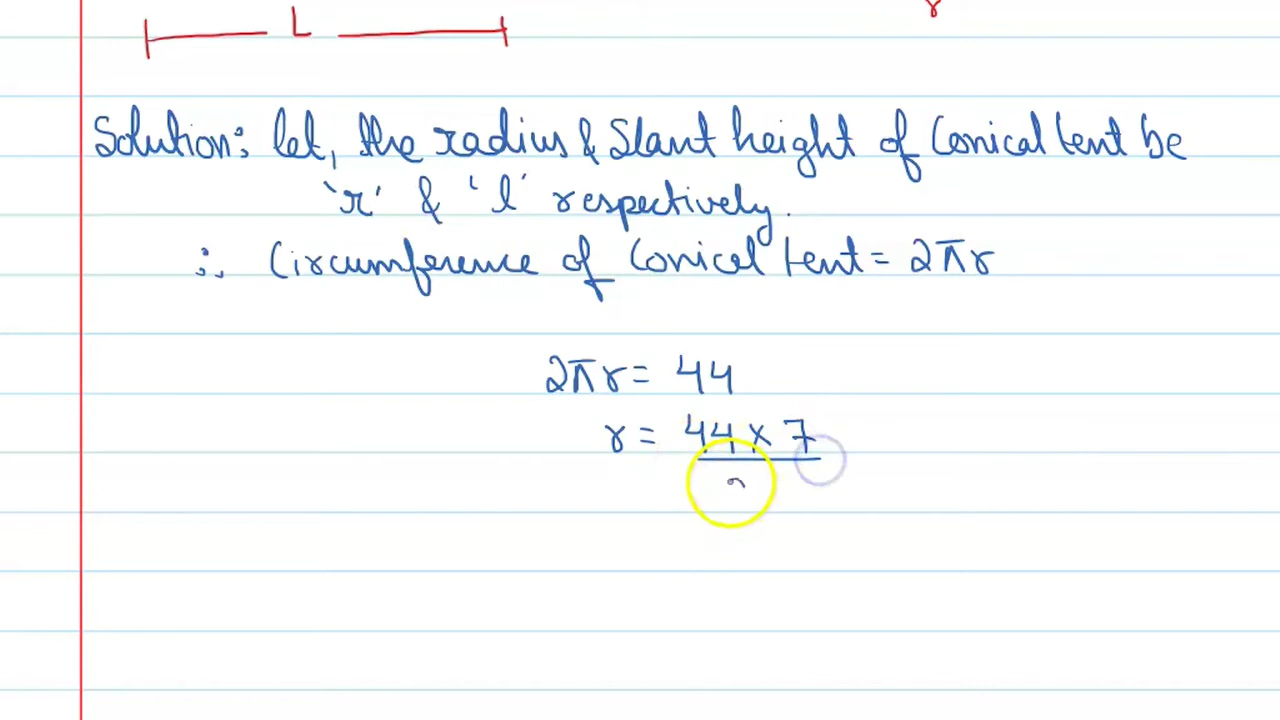 r
L
Solution: let, the radius & Slant height of Conical tent be
'r' & 'l' respectively.
∴ Circumference of Conical tent = 2πr
2πr = 44
r = 44 x 7